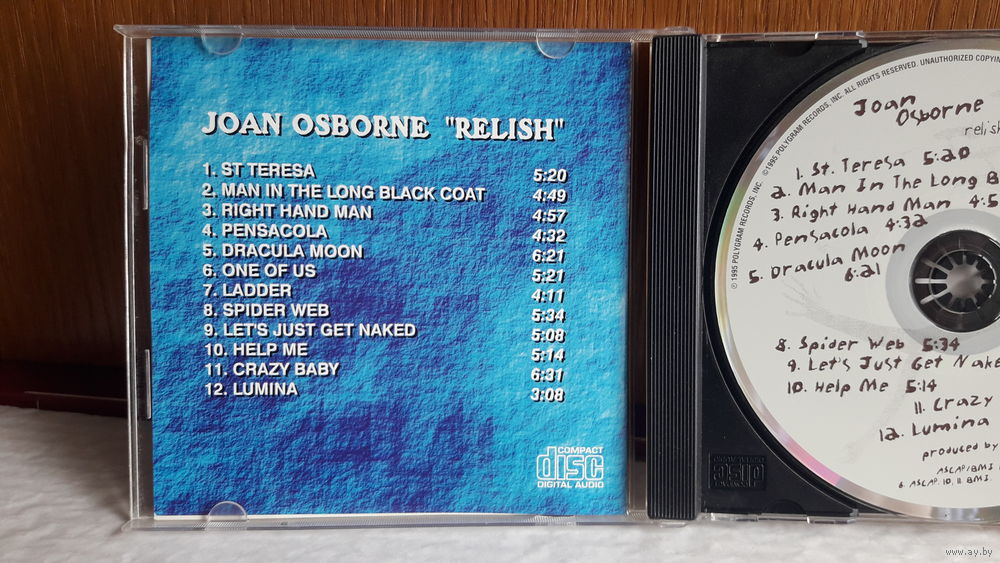 JOAN OSBORNE "RELISH"
1. ST TERESA 5:20
2. MAN IN THE LONG BLACK COAT 4:49
3. RIGHT HAND MAN 4:57
4. PENSACOLA 4:32
5. DRACULA MOON 6:21
6. ONE OF US 5:21
7. LADDER 4:11
8. SPIDER WEB 5:34
9. LET'S JUST GET NAKED 5:08
10. HELP ME 5:14
11. CRAZY BABY 6:31
12. LUMINA 3:08
COMPACT
disc
DIGITAL AUDIO
℗ 1995 POLYGRAM RECORDS, INC. © 1995 POLYGRAM RECORDS, INC. ALL RIGHTS RESERVED. UNAUTHORIZED COPYIN
Joan
Osborne
relish
1. St. Teresa 5:20
2. Man In The Long B
3. Right Hand Man 4:5
4. Pensacola 4:32
5. Dracula Moon
6:21
8. Spider Web 5:34
9. Let's Just Get Nake
10. Help Me 5:14
11. Crazy
12. Lumina
produced by
ASCAP/BMI
6. ASCAP. 10, 11. BMI.
www.ay.by